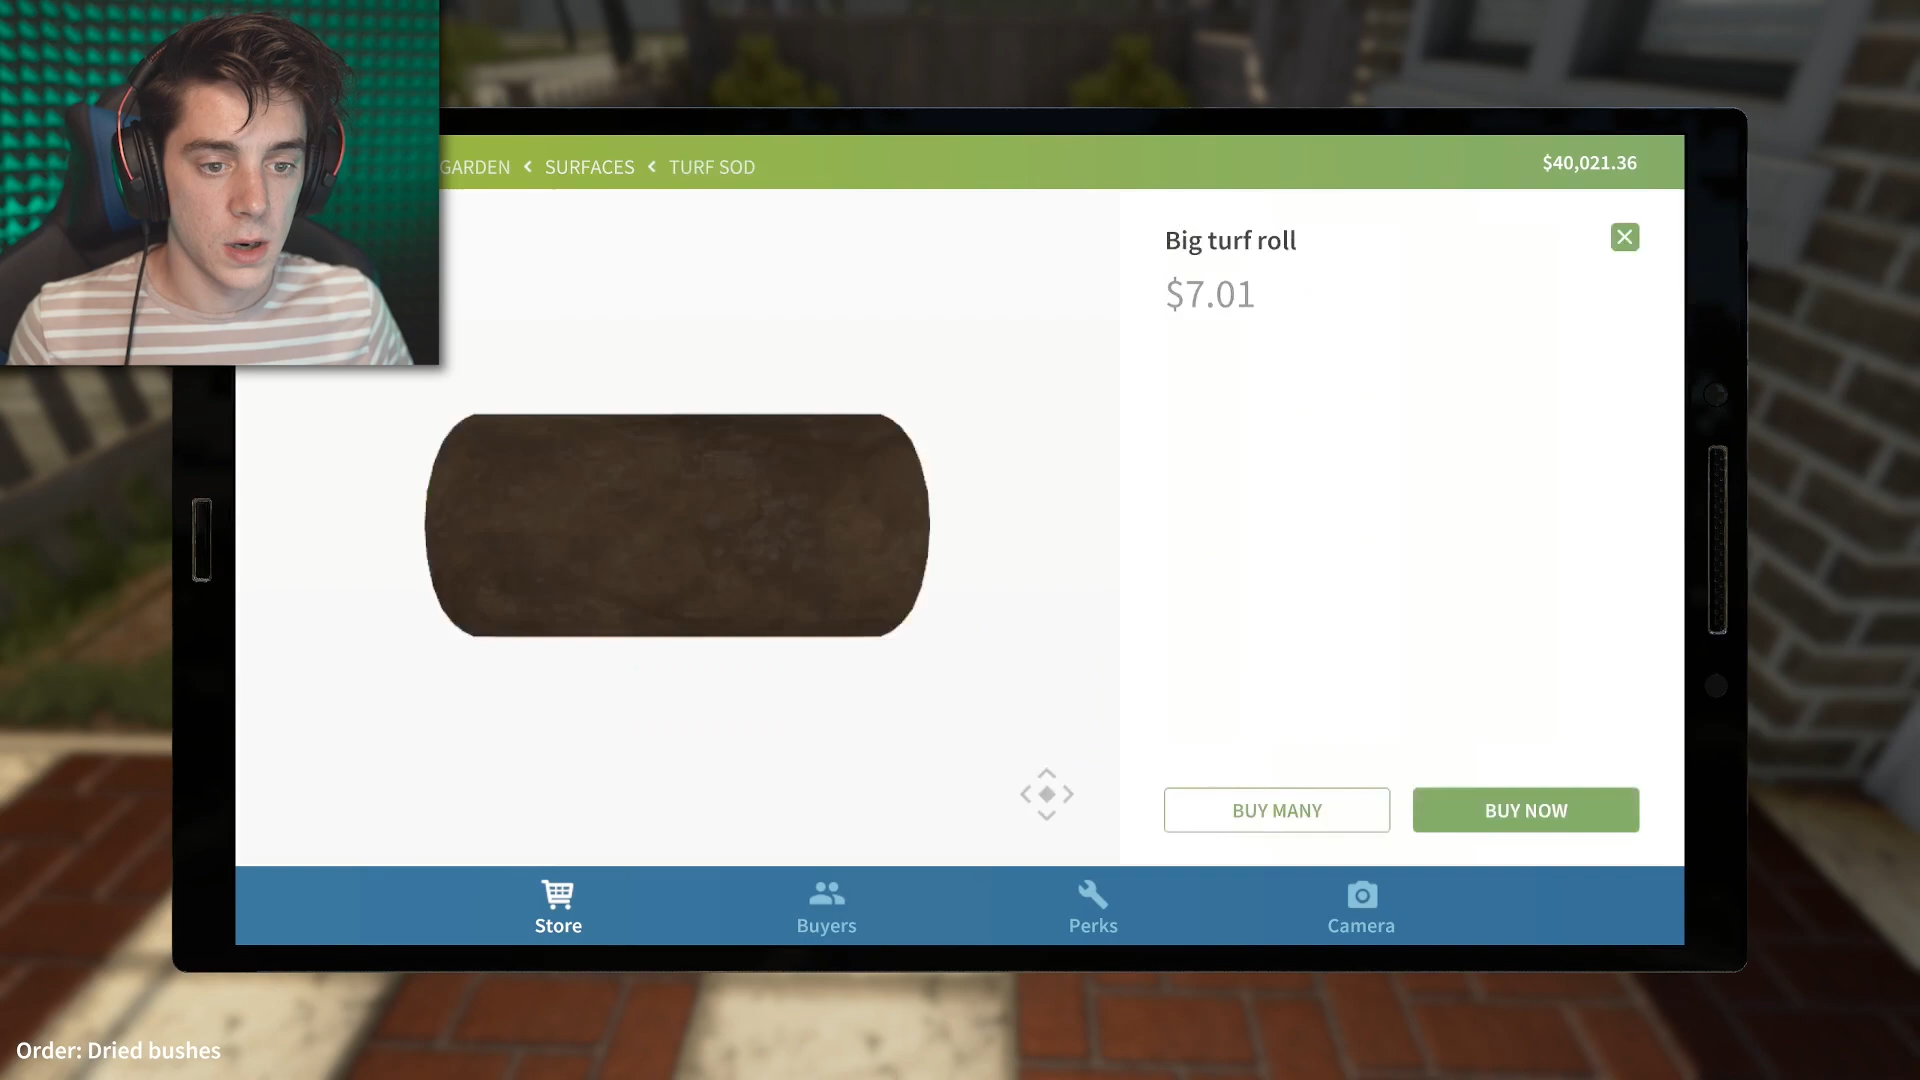 GARDEN < SURFACES < TURF SOD
$40,021.36
Big turf roll
$7.01
BUY MANY
BUY NOW
Store
Buyers
Perks
Camera
Order: Dried bushes